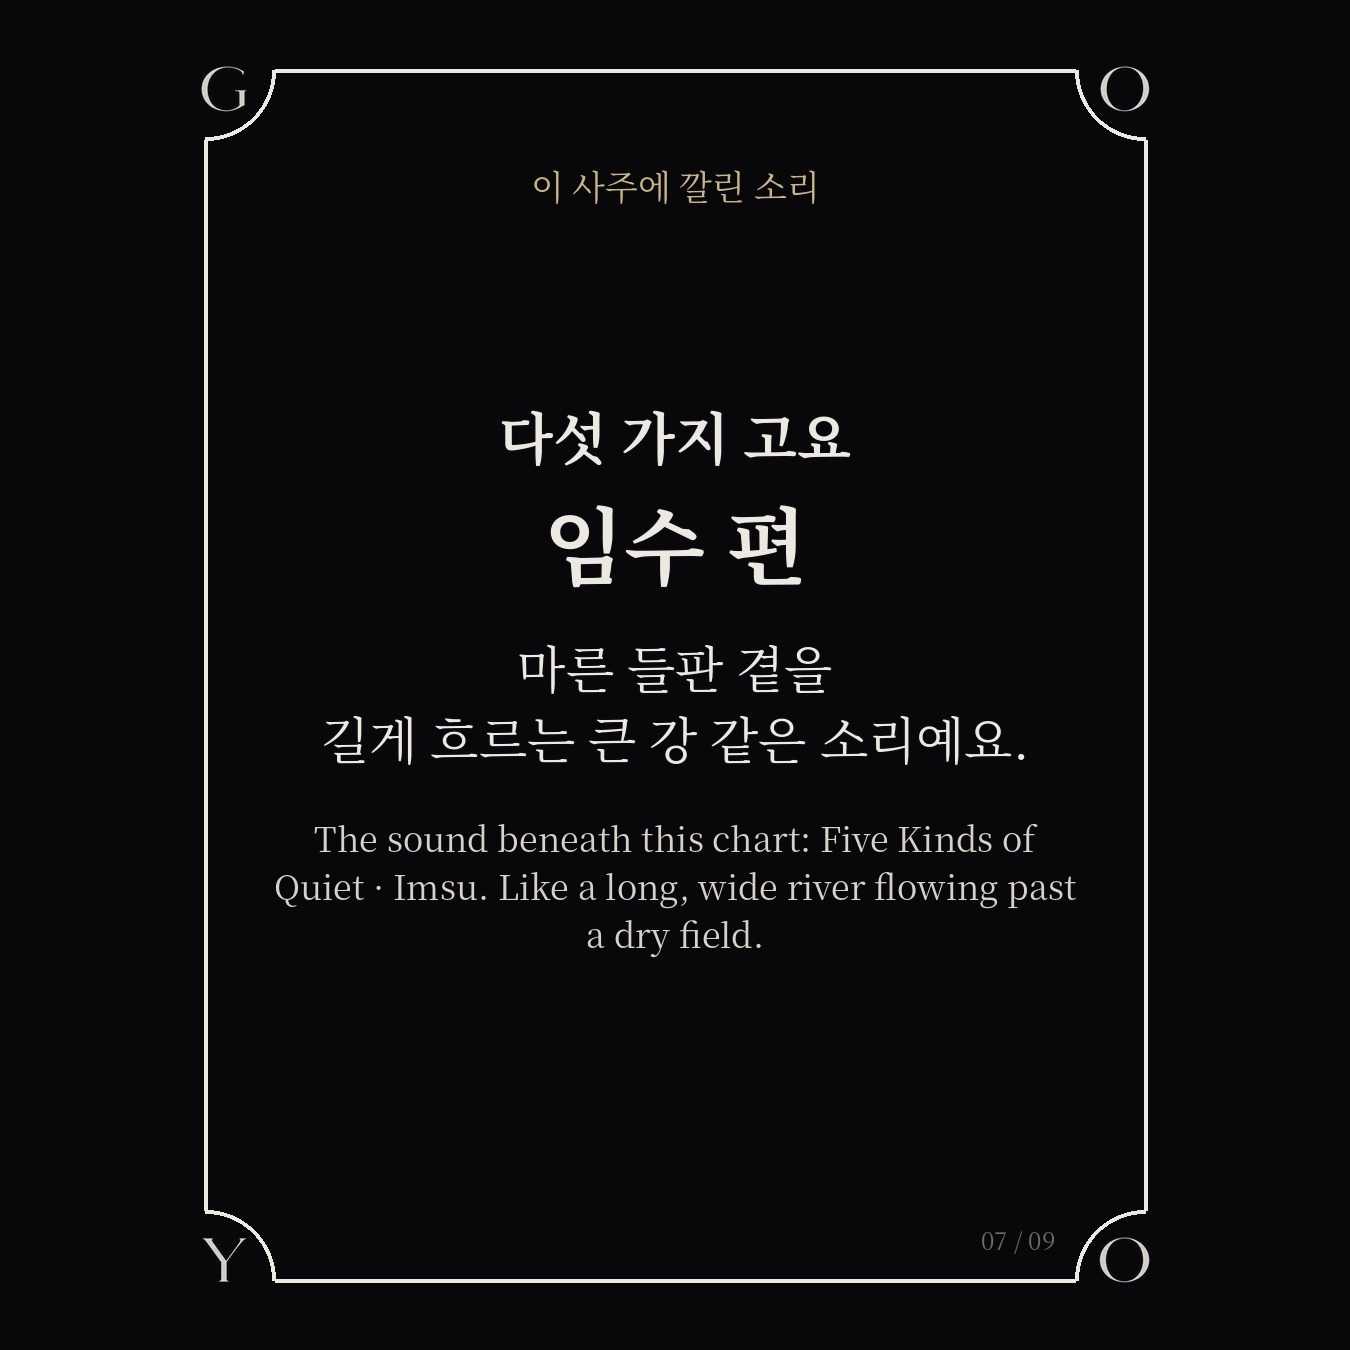 G O
이 사주에 깔린 소리
다섯 가지 고요
임수 편
마른 들판 곁을
길게 흐르는 큰 강 같은 소리예요.
The sound beneath this chart: Five Kinds of
Quiet · Imsu. Like a long, wide river flowing past
a dry field.
07 / 09
Y O